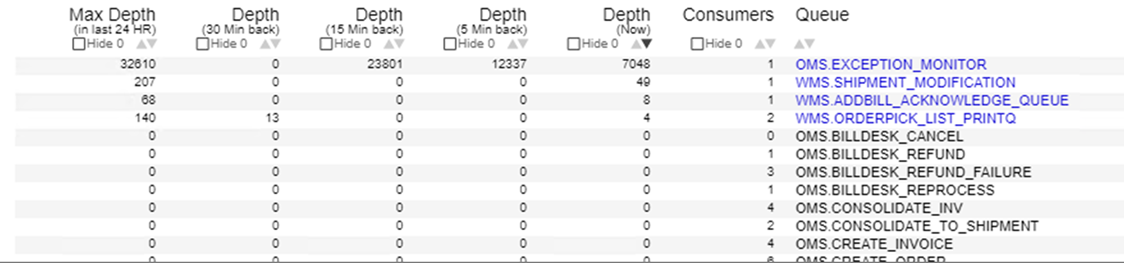 Max Depth Depth Depth Depth Depth Consumers Queue
(in last 24 HR) (30 Min back) (15 Min back) (5 Min back) (Now)
Hide 0 Hide 0 Hide 0 Hide 0 Hide 0 Hide 0
32610 0 23801 12337 7048 1 OMS.EXCEPTION_MONITOR
207 0 0 0 49 1 WMS.SHIPMENT_MODIFICATION
68 0 0 0 8 1 WMS.ADDBILL_ACKNOWLEDGE_QUEUE
140 13 0 0 4 2 WMS.ORDERPICK_LIST_PRINTQ
0 0 0 0 0 0 OMS.BILLDESK_CANCEL
0 0 0 0 0 1 OMS.BILLDESK_REFUND
0 0 0 0 0 3 OMS.BILLDESK_REFUND_FAILURE
0 0 0 0 0 1 OMS.BILLDESK_REPROCESS
0 0 0 0 0 4 OMS.CONSOLIDATE_INV
0 0 0 0 0 2 OMS.CONSOLIDATE_TO_SHIPMENT
0 0 0 0 0 4 OMS.CREATE_INVOICE
0 0 0 0 0 6 OMS.CREATE_ORDER